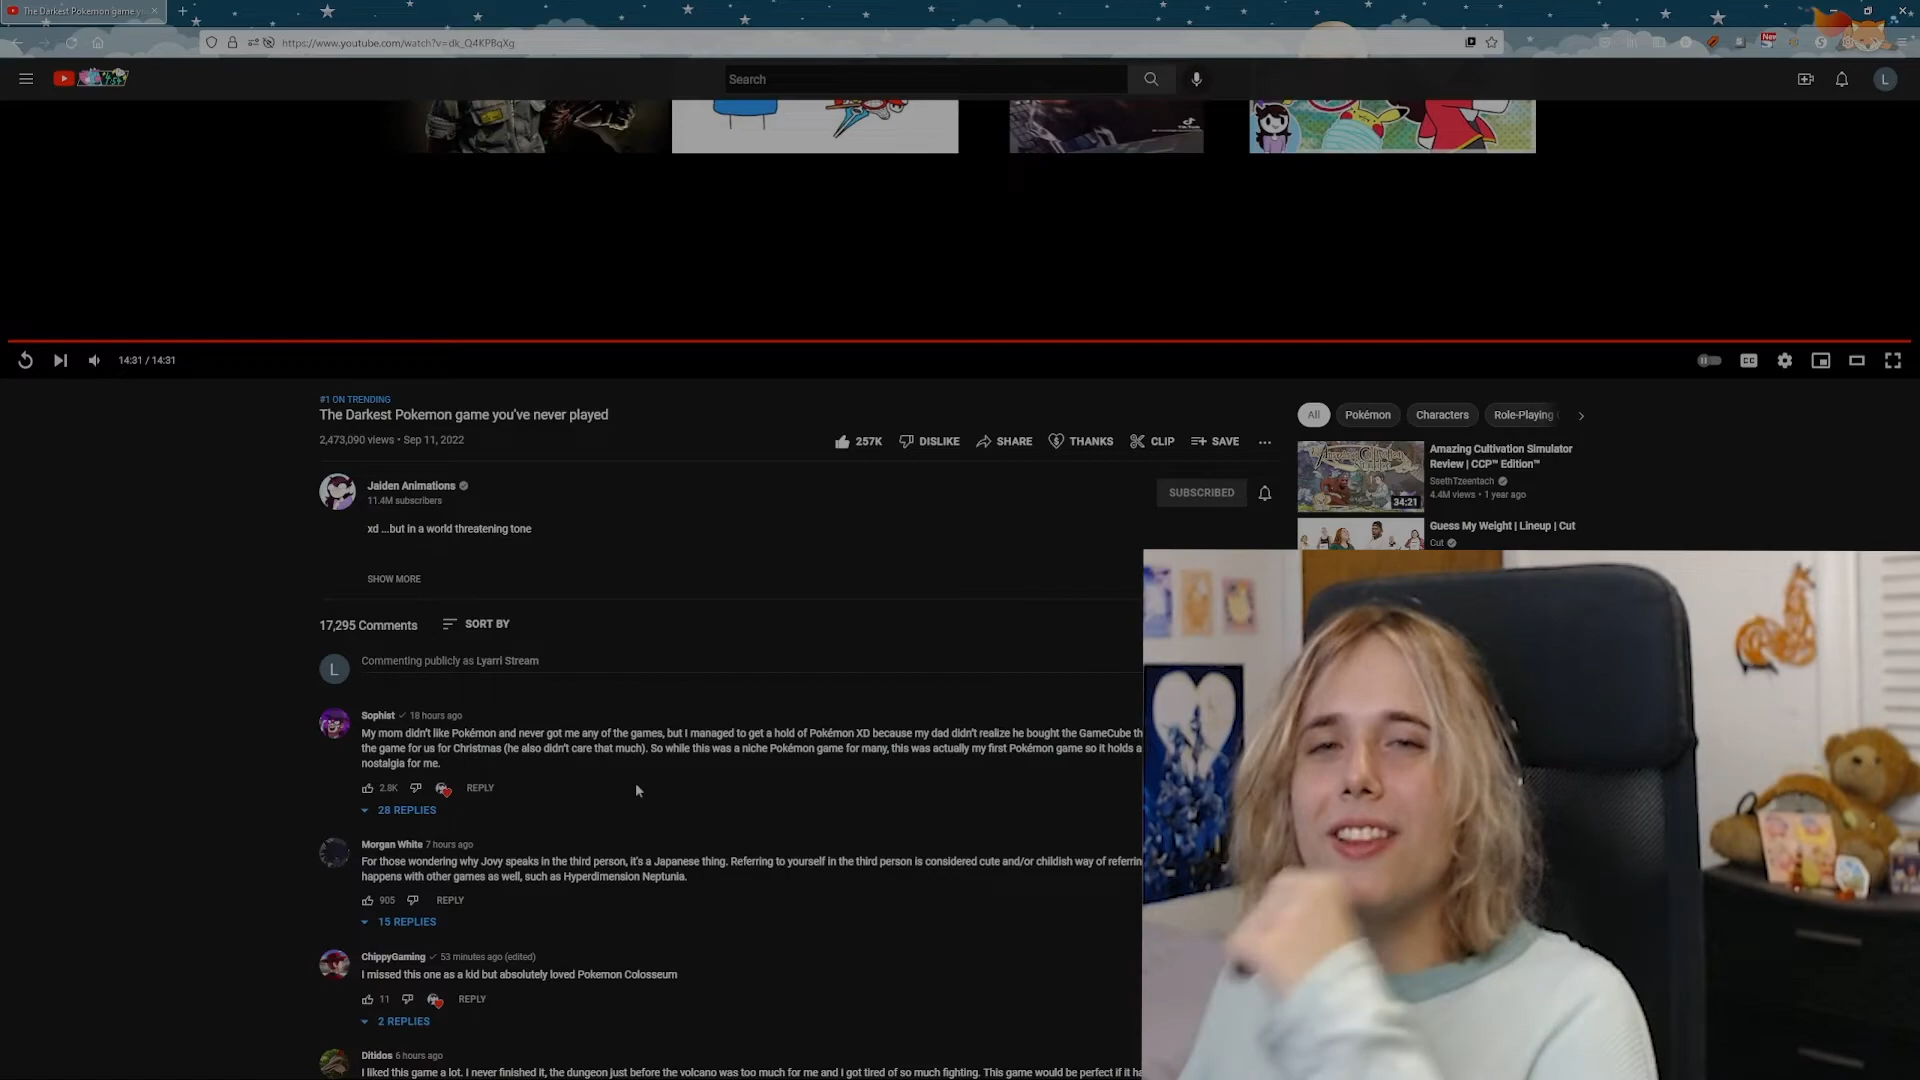 The Darkest Pokemon game y
https://www.youtube.com/watch?v=dk_Q4KPBqXg
New
Search
14:31 / 14:31
CC
#1 ON TRENDING
The Darkest Pokemon game you've never played
2,473,090 views • Sep 11, 2022
257K DISLIKE SHARE THANKS CLIP SAVE
Jaiden Animations
11.4M subscribers
SUBSCRIBED
xd ...but in a world threatening tone
SHOW MORE
17,295 Comments SORT BY
L
Commenting publicly as Lyarri Stream
Sophist 18 hours ago
My mom didn't like Pokémon and never got me any of the games, but I managed to get a hold of Pokémon XD because my dad didn't realize he bought the GameCube th
the game for us for Christmas (he also didn't care that much). So while this was a niche Pokémon game for many, this was actually my first Pokémon game so it holds a
nostalgia for me.
2.8K REPLY
28 REPLIES
Morgan White 7 hours ago
For those wondering why Jovy speaks in the third person, it's a Japanese thing. Referring to yourself in the third person is considered cute and/or childish way of referrin
happens with other games as well, such as Hyperdimension Neptunia.
905 REPLY
15 REPLIES
ChippyGaming 53 minutes ago (edited)
I missed this one as a kid but absolutely loved Pokemon Colosseum
11 REPLY
2 REPLIES
Ditidos 6 hours ago
I liked this game a lot. I never finished it, the dungeon just before the volcano was too much for me and I got tired of so much fighting. This game would be perfect if it ha
All Pokémon Characters Role-Playing
Amazing Cultivation Simulator
Review | CCP™ Edition™
SsethTzeentach
4.4M views • 1 year ago
34:21
Guess My Weight | Lineup | Cut
Cut
L